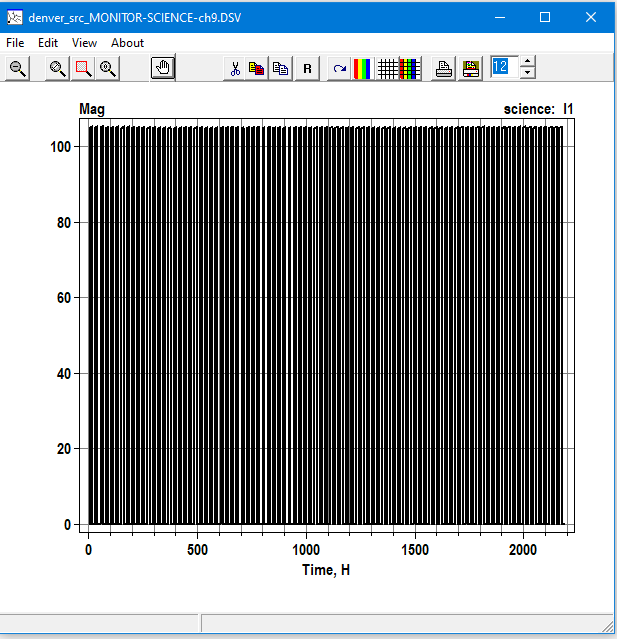 denver_src_MONITOR-SCIENCE-ch9.DSV
File Edit View About
R 12
Mag science: I1
100
80
60
40
20
0
0 500 1000 1500 2000
Time, H